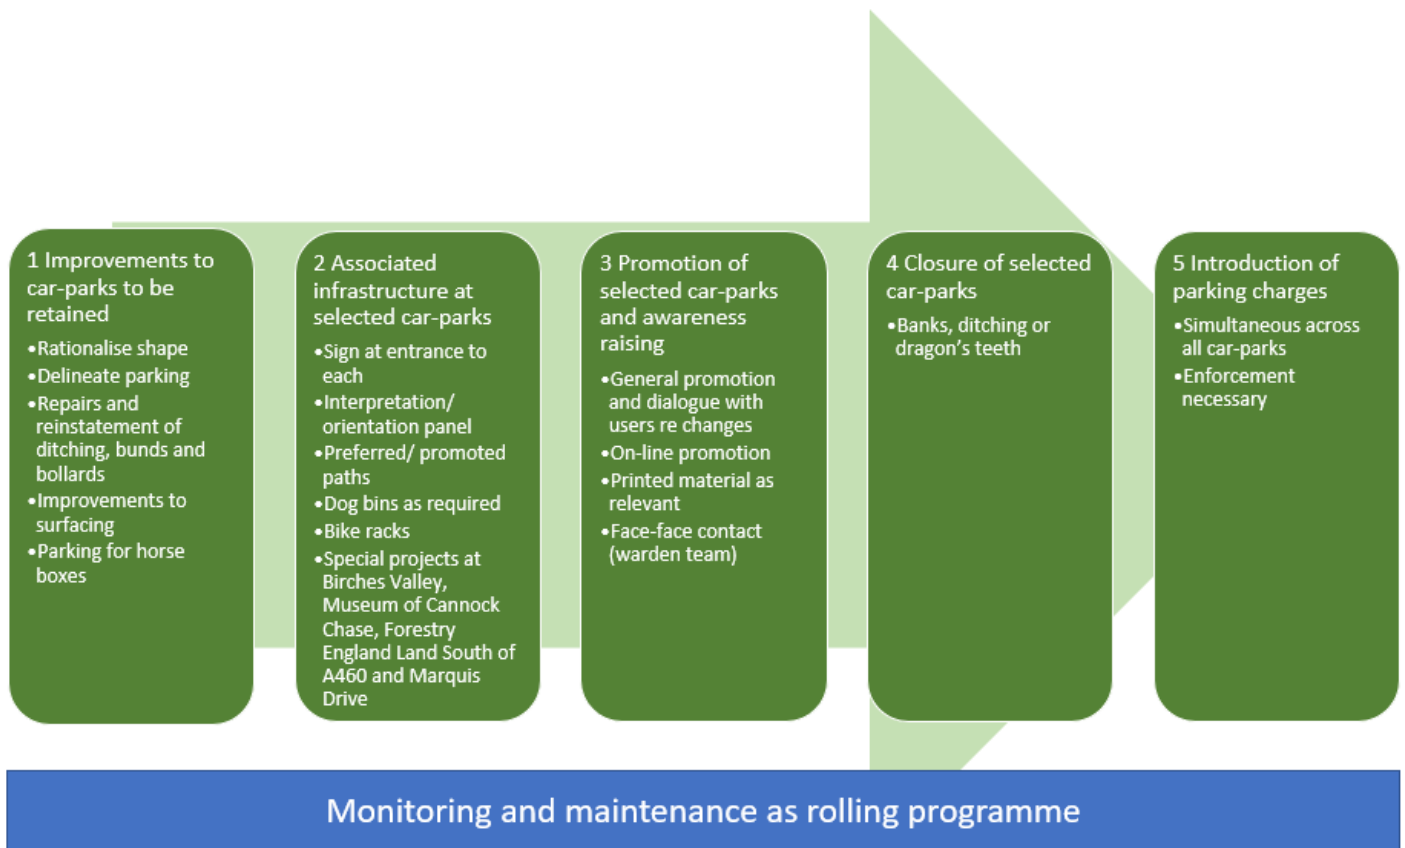 1 Improvements to
car-parks to be
retained
•Rationalise shape
•Delineate parking
•Repairs and
reinstatement of
ditching, bunds and
bollards
•Improvements to
surfacing
•Parking for horse
boxes
2 Associated
infrastructure at
selected car-parks
•Sign at entrance to
each
•Interpretation/
orientation panel
•Preferred/ promoted
paths
•Dog bins as required
•Bike racks
•Special projects at
Birches Valley,
Museum of Cannock
Chase, Forestry
England Land South of
A460 and Marquis
Drive
3 Promotion of
selected car-parks
and awareness
raising
•General promotion
and dialogue with
users re changes
•On-line promotion
•Printed material as
relevant
•Face-face contact
(warden team)
4 Closure of selected
car-parks
•Banks, ditching or
dragon’s teeth
5 Introduction of
parking charges
•Simultaneous across
all car-parks
•Enforcement
necessary
Monitoring and maintenance as rolling programme